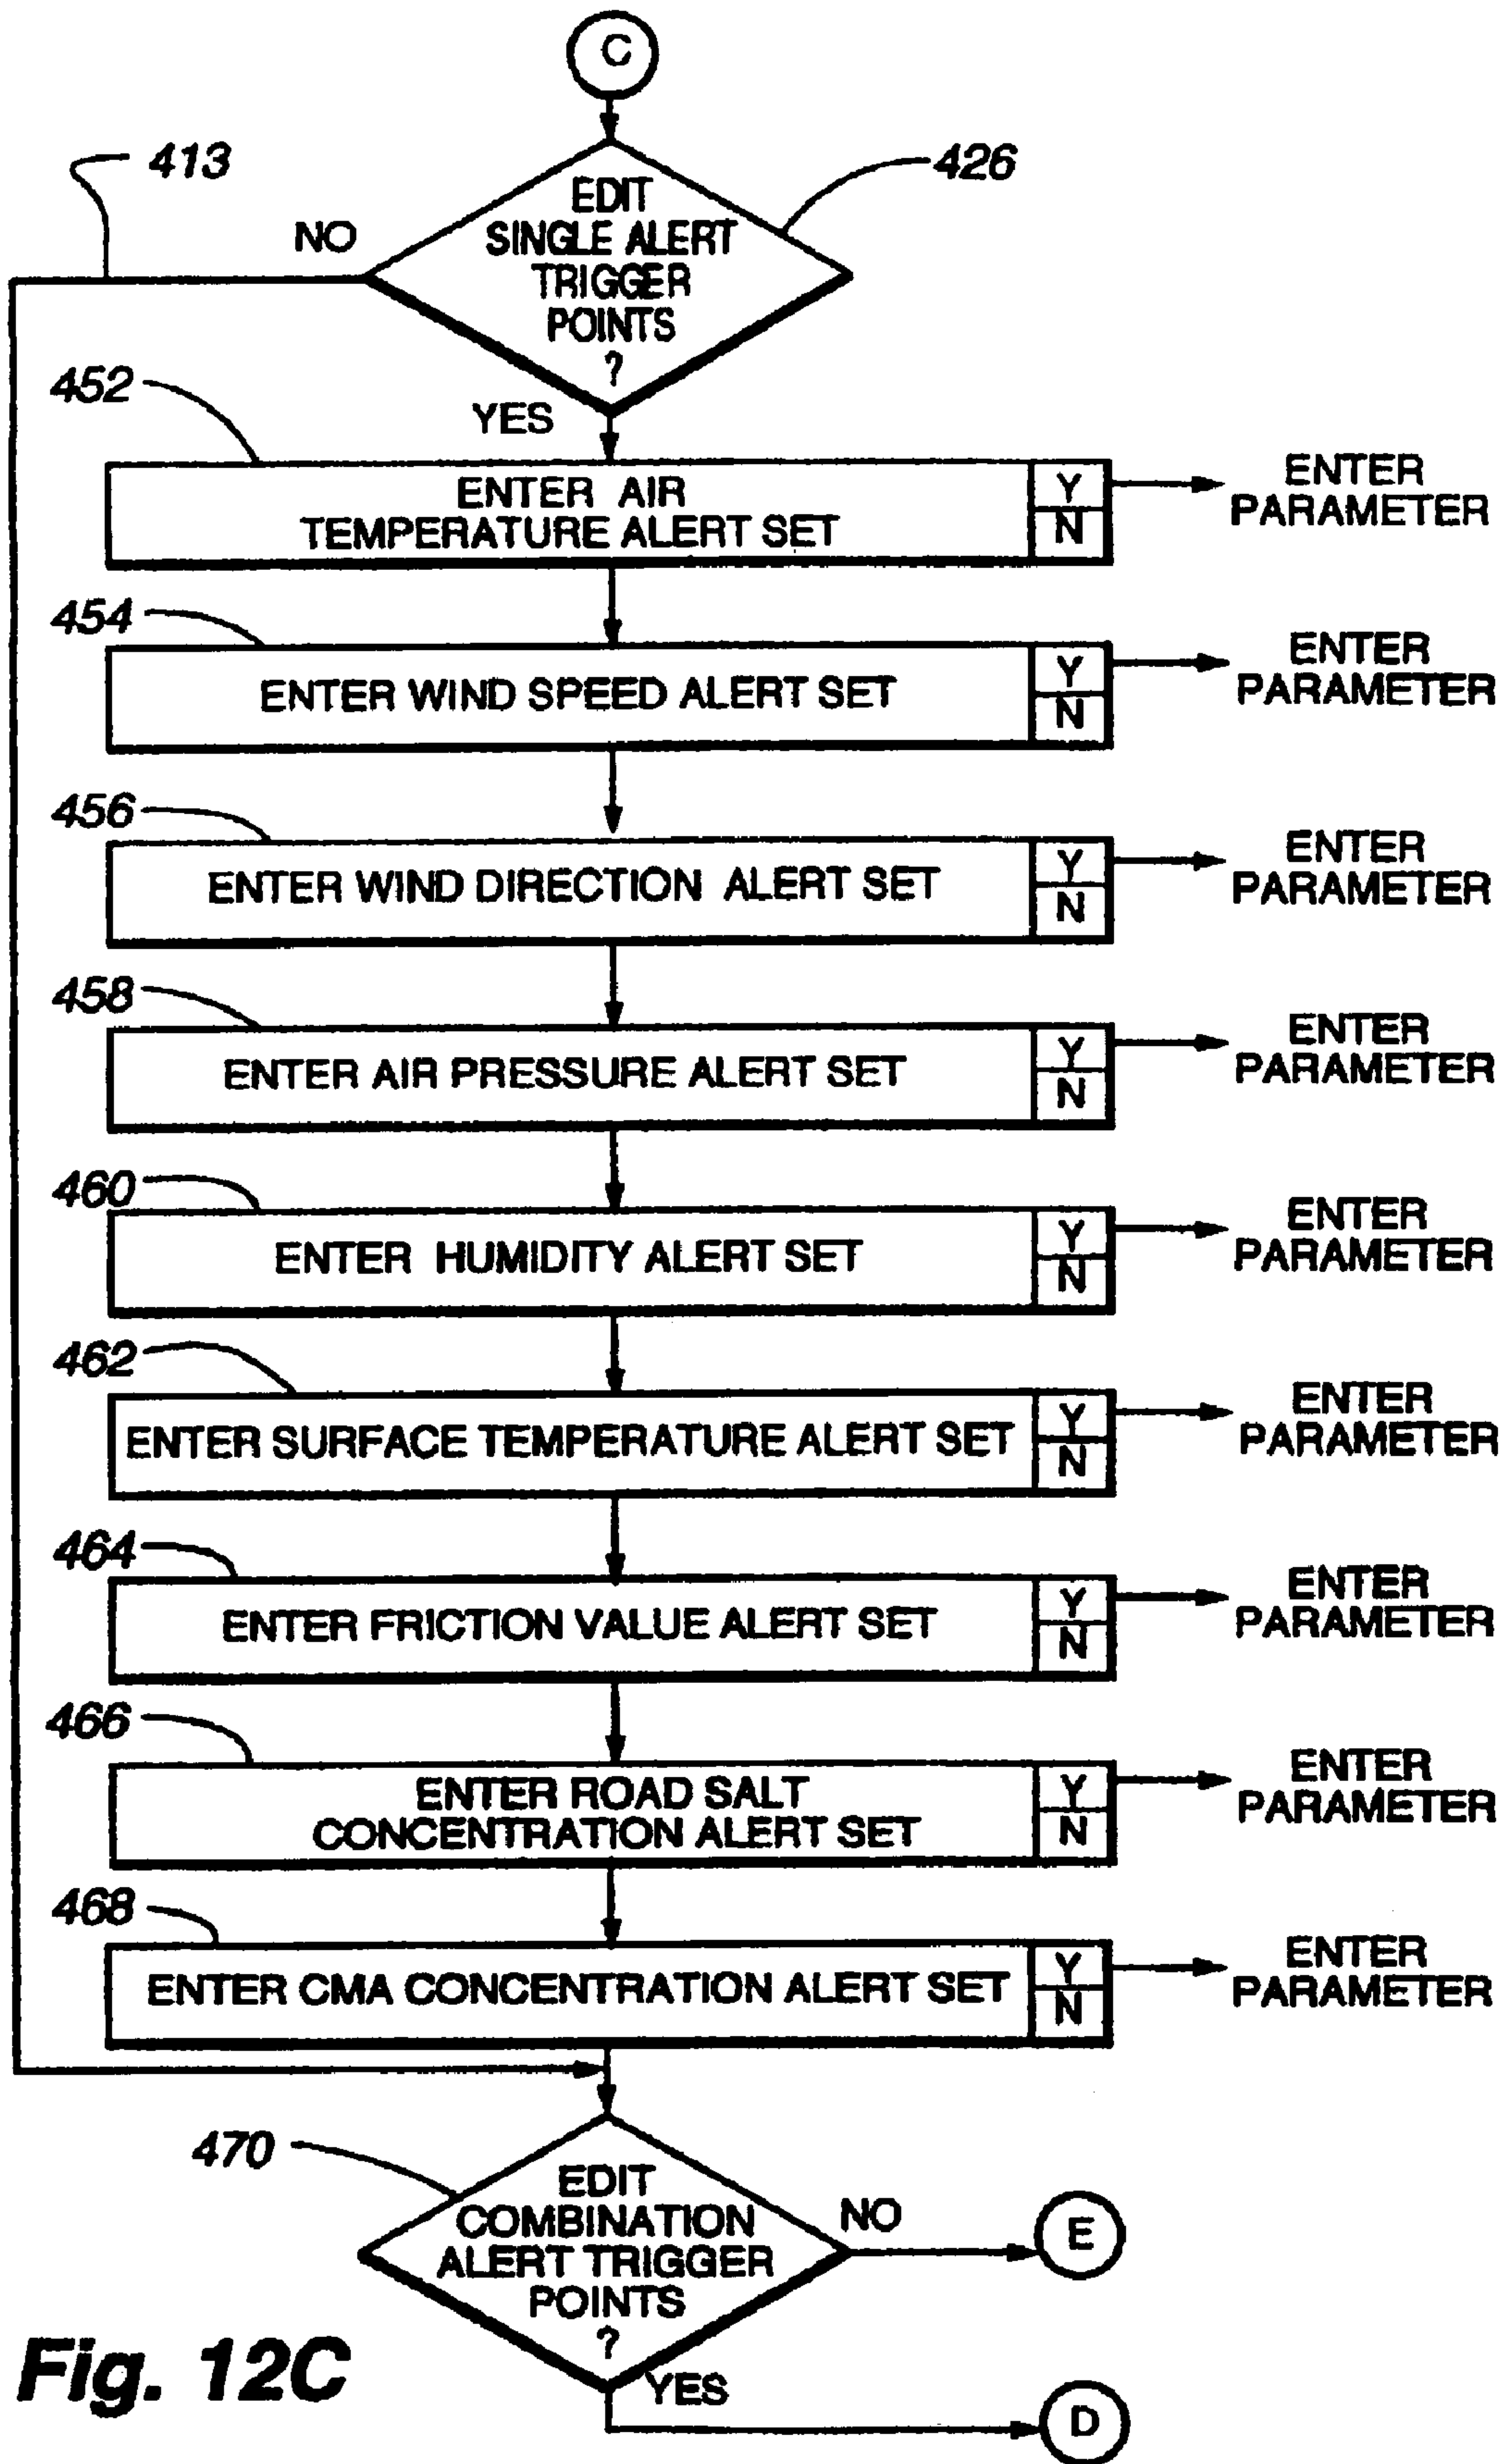 C
413
426
EDIT
SINGLE ALERT
TRIGGER
POINTS
?
NO
YES
452
ENTER AIR
TEMPERATURE ALERT SET
Y
N
ENTER
PARAMETER
454
ENTER WIND SPEED ALERT SET
Y
N
ENTER
PARAMETER
456
ENTER WIND DIRECTION ALERT SET
Y
N
ENTER
PARAMETER
458
ENTER AIR PRESSURE ALERT SET
Y
N
ENTER
PARAMETER
460
ENTER HUMIDITY ALERT SET
Y
N
ENTER
PARAMETER
462
ENTER SURFACE TEMPERATURE ALERT SET
Y
N
ENTER
PARAMETER
464
ENTER FRICTION VALUE ALERT SET
Y
N
ENTER
PARAMETER
466
ENTER ROAD SALT
CONCENTRATION ALERT SET
Y
N
ENTER
PARAMETER
468
ENTER CMA CONCENTRATION ALERT SET
Y
N
ENTER
PARAMETER
470
EDIT
COMBINATION
ALERT TRIGGER
POINTS
?
NO
E
YES
D
Fig. 12C